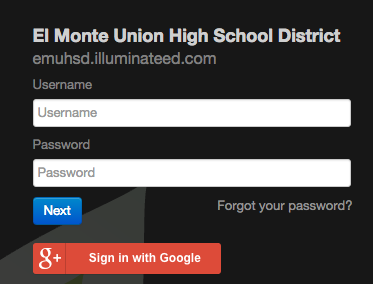 El Monte Union High School District
emuhsd.illuminateed.com
Username
Username
Password
Password
Next
Forgot your password?
g+ Sign in with Google